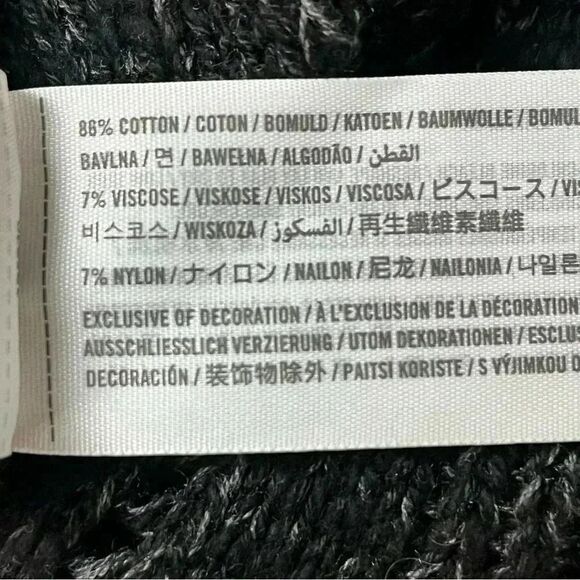 86% COTTON / COTON / BOMULD / KATOEN / BAUMWOLLE / BOMUL
BAVLNA / 면 / BAWEŁNA / ALGODÃO / القطن
7% VISCOSE / VISKOSE / VISKOS / VISCOSA / ビスコース / VI
비스코스 / WISKOZA / الفسكوز / 再生纖維素纖維
7% NYLON / ナイロン / NAILON / 尼龙 / NAILONIA / 나일론
EXCLUSIVE OF DECORATION / À L'EXCLUSION DE LA DÉCORATION
AUSSCHLIESSLICH VERZIERUNG / UTOM DEKORATIONEN / ESCLUS
DECORACIÓN / 装饰物除外 / PAITSI KORISTE / S VÝJIMKOU O